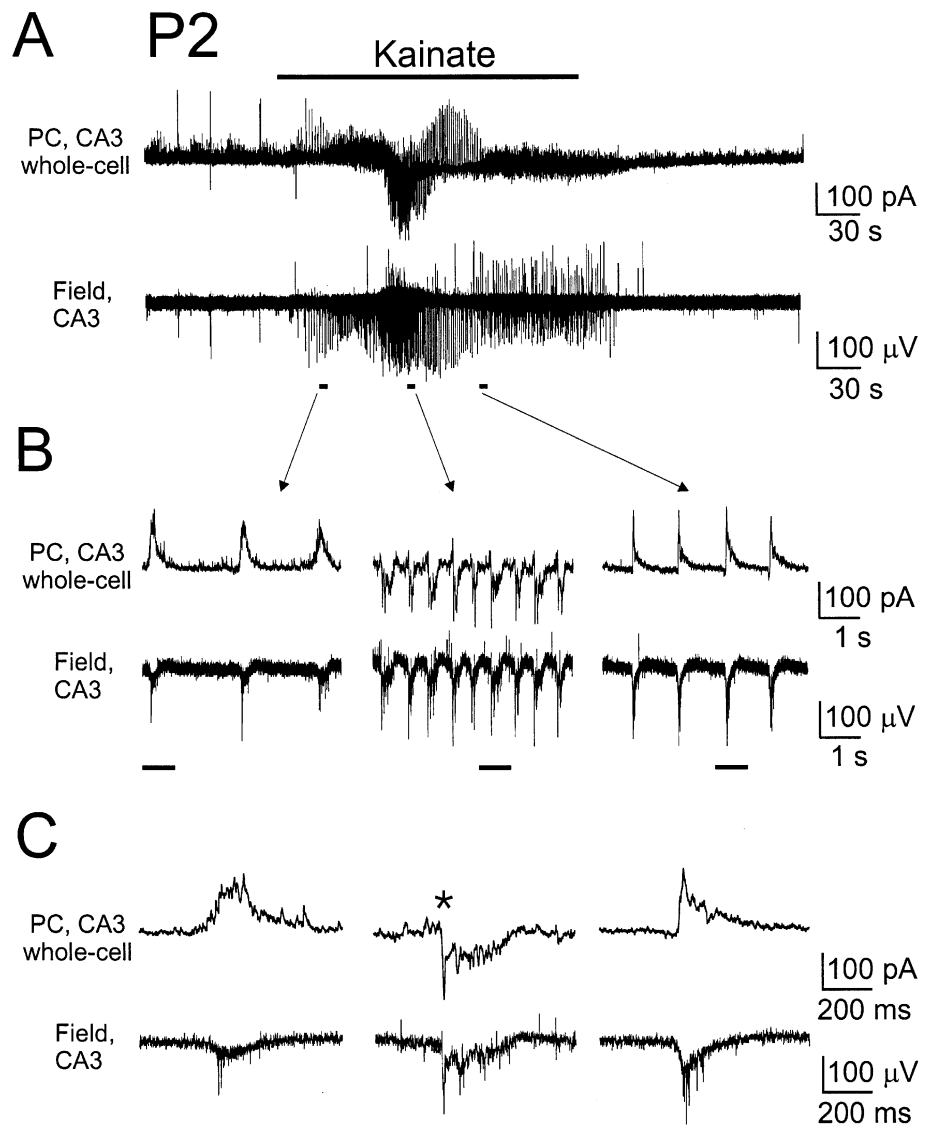 A P2
Kainate
PC, CA3
whole-cell
100 pA
30 s
Field,
CA3
100 μV
30 s
B
PC, CA3
whole-cell
100 pA
1 s
Field,
CA3
100 μV
1 s
C
*
PC, CA3
whole-cell
100 pA
200 ms
Field,
CA3
100 μV
200 ms